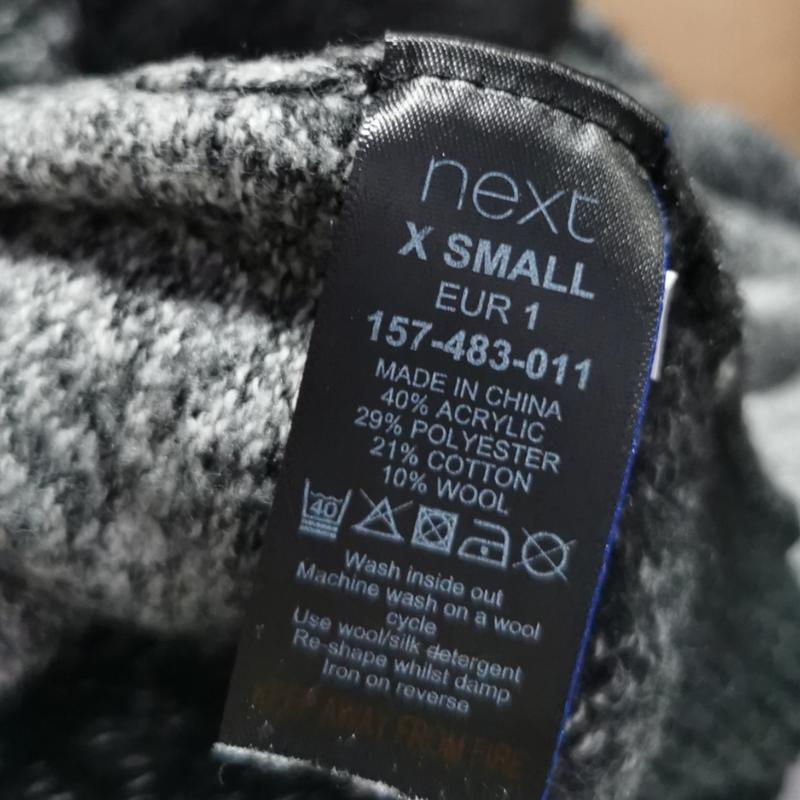 next
X SMALL
EUR 1
157-483-011
MADE IN CHINA
40% ACRYLIC
29% POLYESTER
21% COTTON
10% WOOL
40
Wash inside out
Machine wash on a wool
cycle
Use wool/silk detergent
Re-shape whilst damp
Iron on reverse
KEEP AWAY FROM FIRE